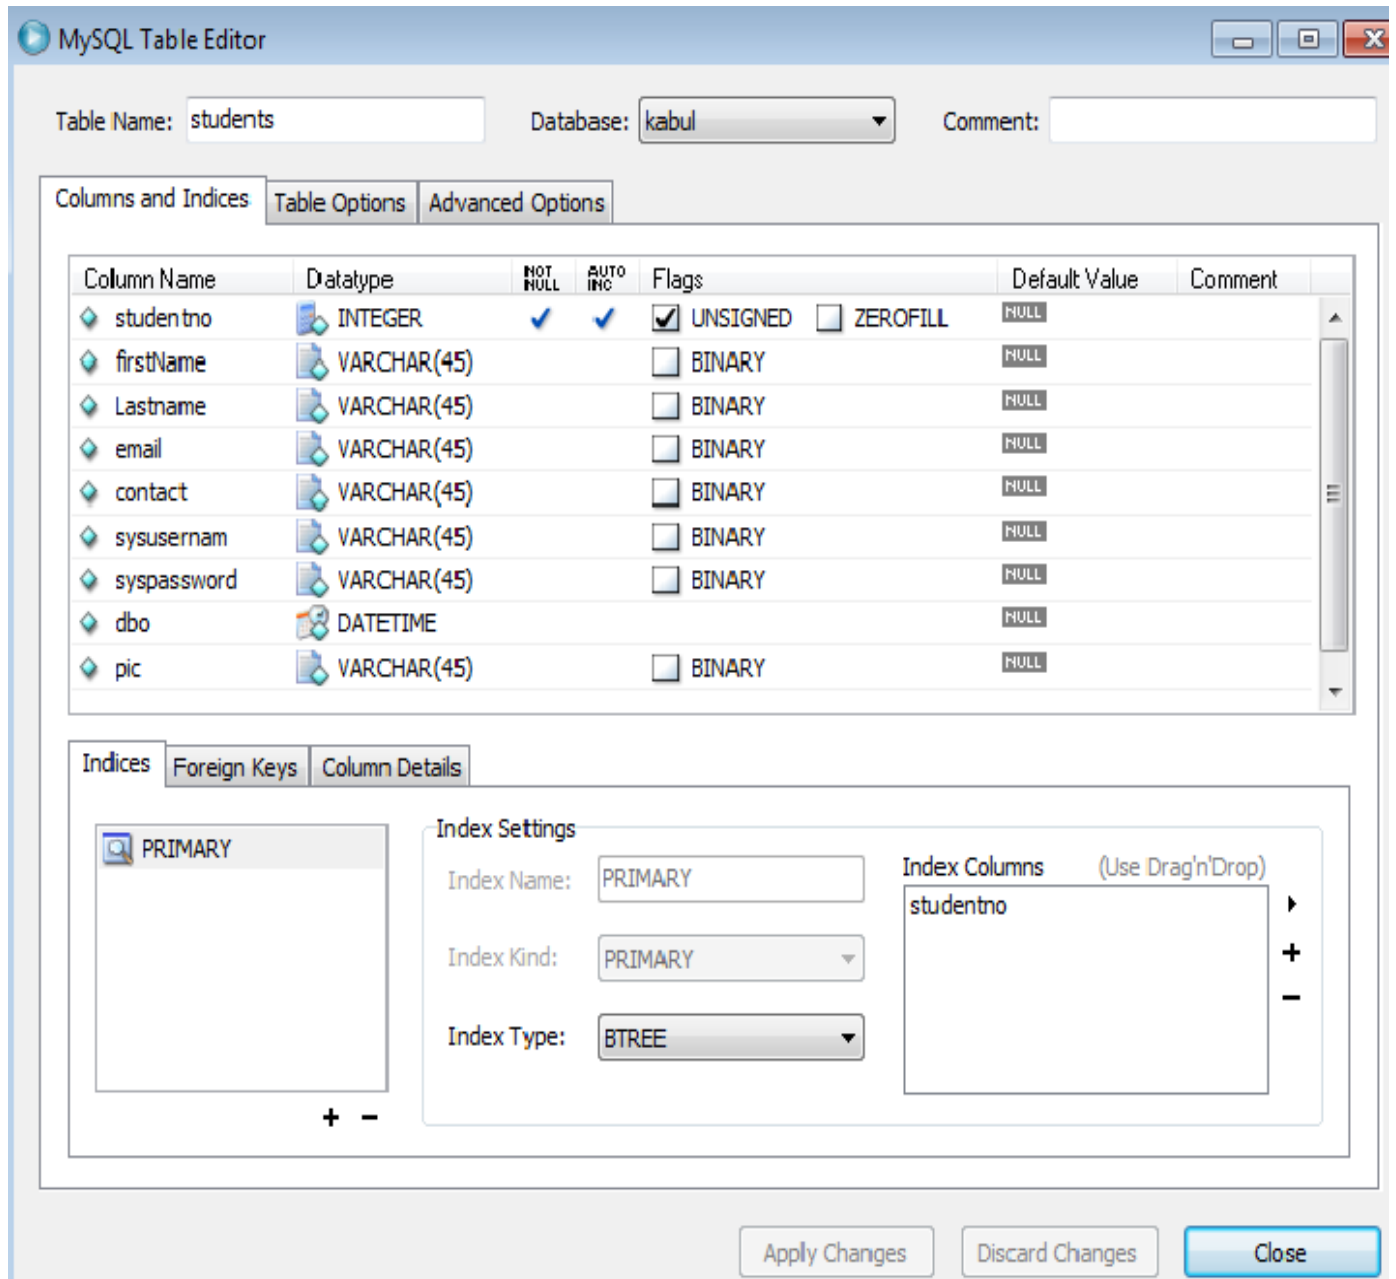 MySQL Table Editor
Table Name: students Database: kabul Comment:
Columns and Indices Table Options Advanced Options
Column Name Datatype NOT NULL AUTO INC Flags Default Value Comment
studentno INTEGER UNSIGNED ZEROFILL NULL
firstName VARCHAR(45) BINARY NULL
Lastname VARCHAR(45) BINARY NULL
email VARCHAR(45) BINARY NULL
contact VARCHAR(45) BINARY NULL
sysusernam VARCHAR(45) BINARY NULL
syspassword VARCHAR(45) BINARY NULL
dbo DATETIME NULL
pic VARCHAR(45) BINARY NULL
Indices Foreign Keys Column Details
PRIMARY
Index Settings
Index Name: PRIMARY
Index Kind: PRIMARY
Index Type: BTREE
Index Columns (Use Drag'n'Drop)
studentno
Apply Changes Discard Changes Close